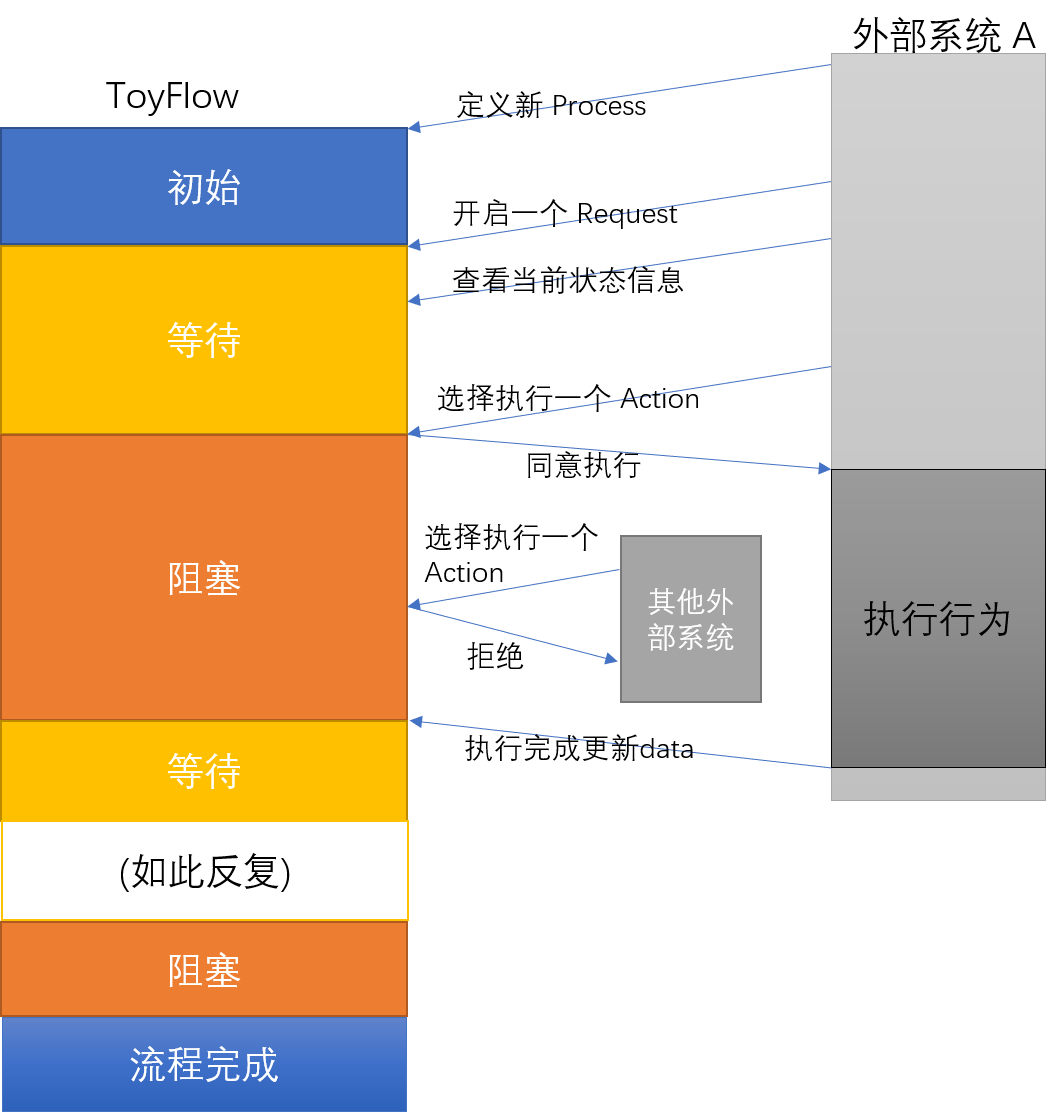 外部系统 A
ToyFlow
定义新 Process
初始
开启一个 Request
查看当前状态信息
等待
选择执行一个 Action
同意执行
选择执行一个
Action
阻塞
其他外
部系统
执行行为
拒绝
执行完成更新data
等待
(如此反复)
阻塞
流程完成